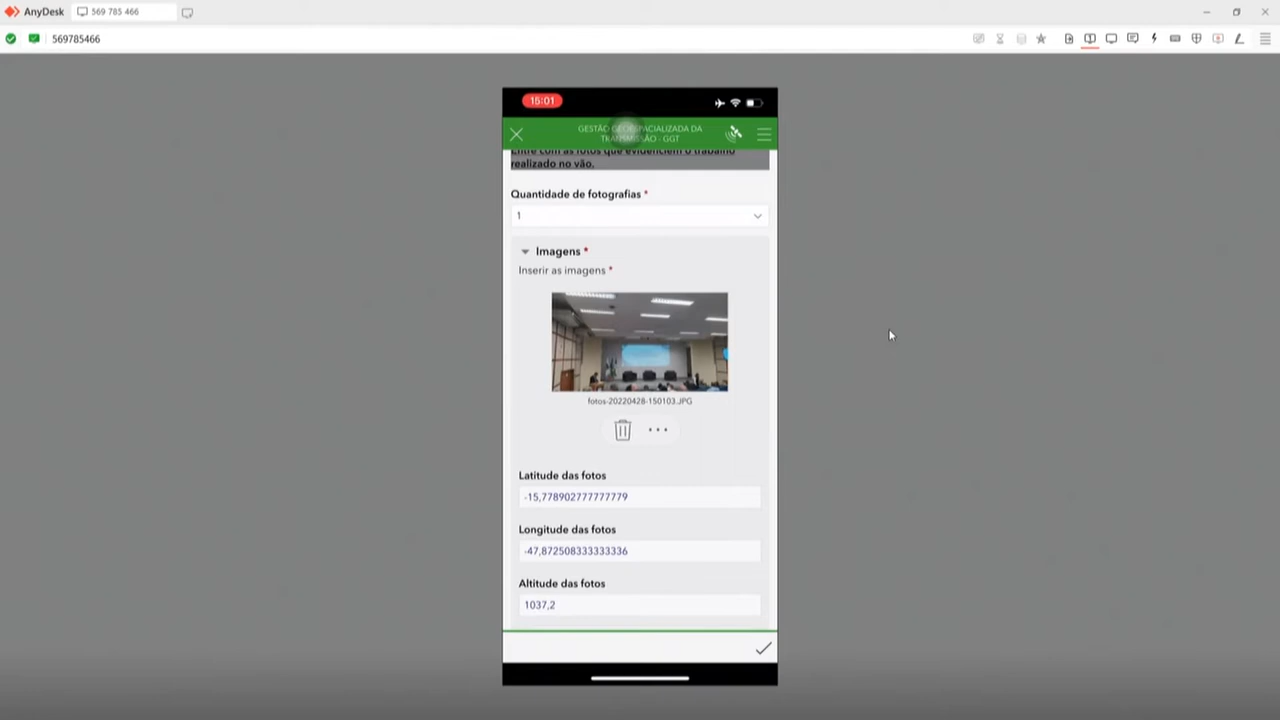 AnyDesk
569 785 466
569785466
15:01
GESTÃO GEOESPACIALIZADA DA
TRANSMISSÃO - GGT
Entre com as fotos que evidenciem o trabalho
realizado no vão.
Quantidade de fotografias *
1
Imagens *
Inserir as imagens *
fotos-20220428-150103.JPG
Latitude das fotos
-15,778902777777779
Longitude das fotos
-47,872508333333336
Altitude das fotos
1037,2